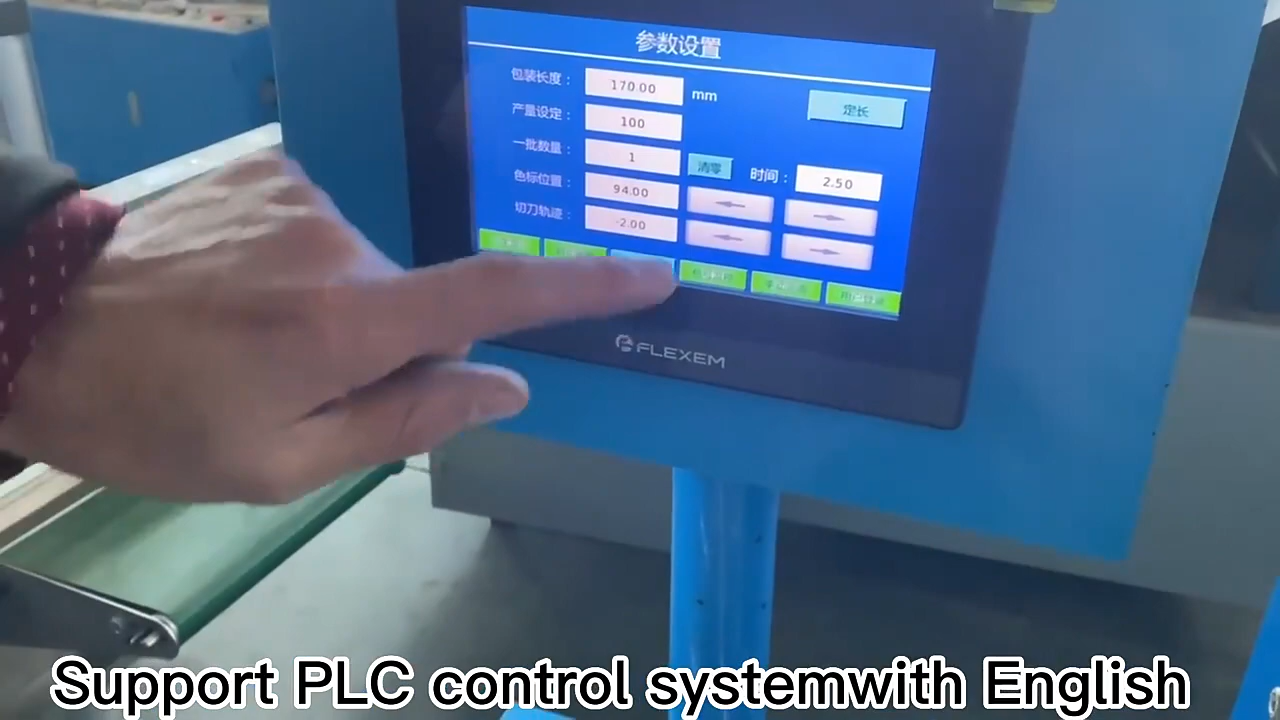 参数设置
包装长度： 170.00 mm 定长
产量设定： 100
一批数量： 1 清零 时间： 2.50
色标位置： 94.00 ← →
切刀轨迹： -2.00 ← →
FLEXEM
Support PLC control systemwith English